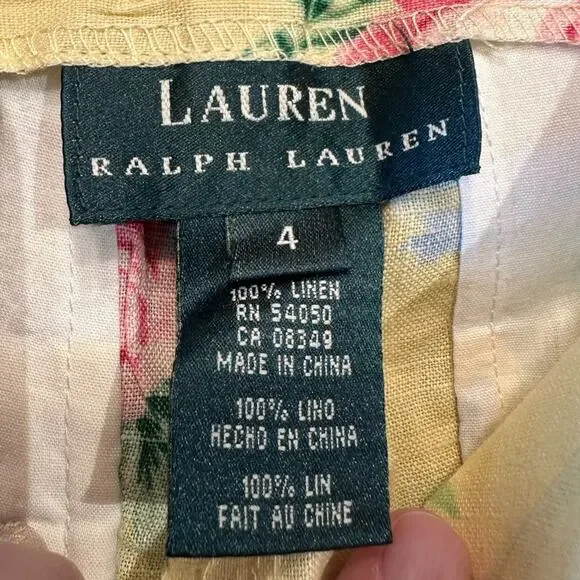 LAUREN
RALPH LAUREN
4
100% LINEN
RN 54050
CA 08349
MADE IN CHINA
100% LINO
HECHO EN CHINA
100% LIN
FAIT AU CHINE